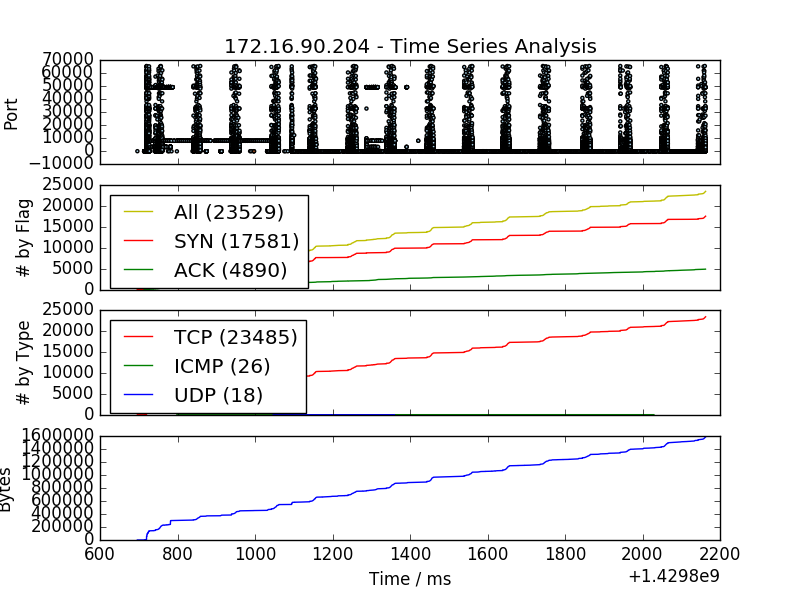 172.16.90.204 - Time Series Analysis
Port
70000
60000
50000
40000
30000
20000
10000
0
−10000
# by Flag
25000
20000
15000
10000
5000
0
All (23529)
SYN (17581)
ACK (4890)
# by Type
25000
20000
15000
10000
5000
0
TCP (23485)
ICMP (26)
UDP (18)
Bytes
1600000
1400000
1200000
1000000
800000
600000
400000
200000
0
600 800 1000 1200 1400 1600 1800 2000 2200
Time / ms
+1.4298e9